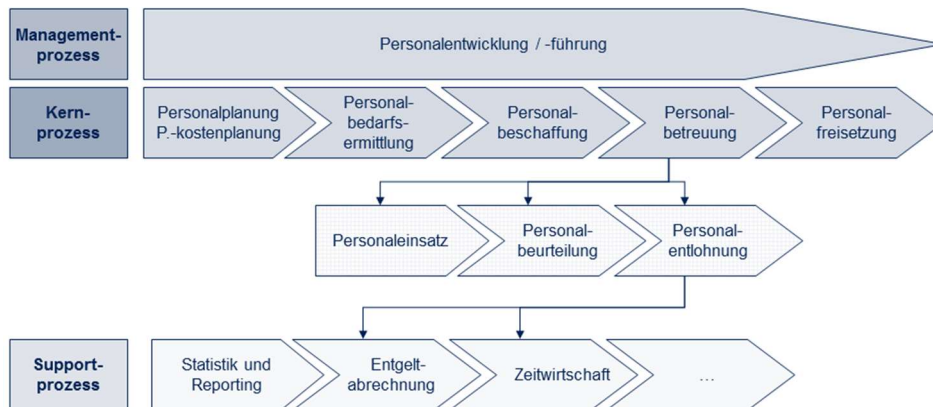 Management-
prozess
Personalentwicklung / -führung
Kern-
prozess
Personalplanung
P.-kostenplanung
Personal-
bedarfs-
ermittlung
Personal-
beschaffung
Personal-
betreuung
Personal-
freisetzung
Personaleinsatz
Personal-
beurteilung
Personal-
entlohnung
Support-
prozess
Statistik und
Reporting
Entgelt-
abrechnung
Zeitwirtschaft
...